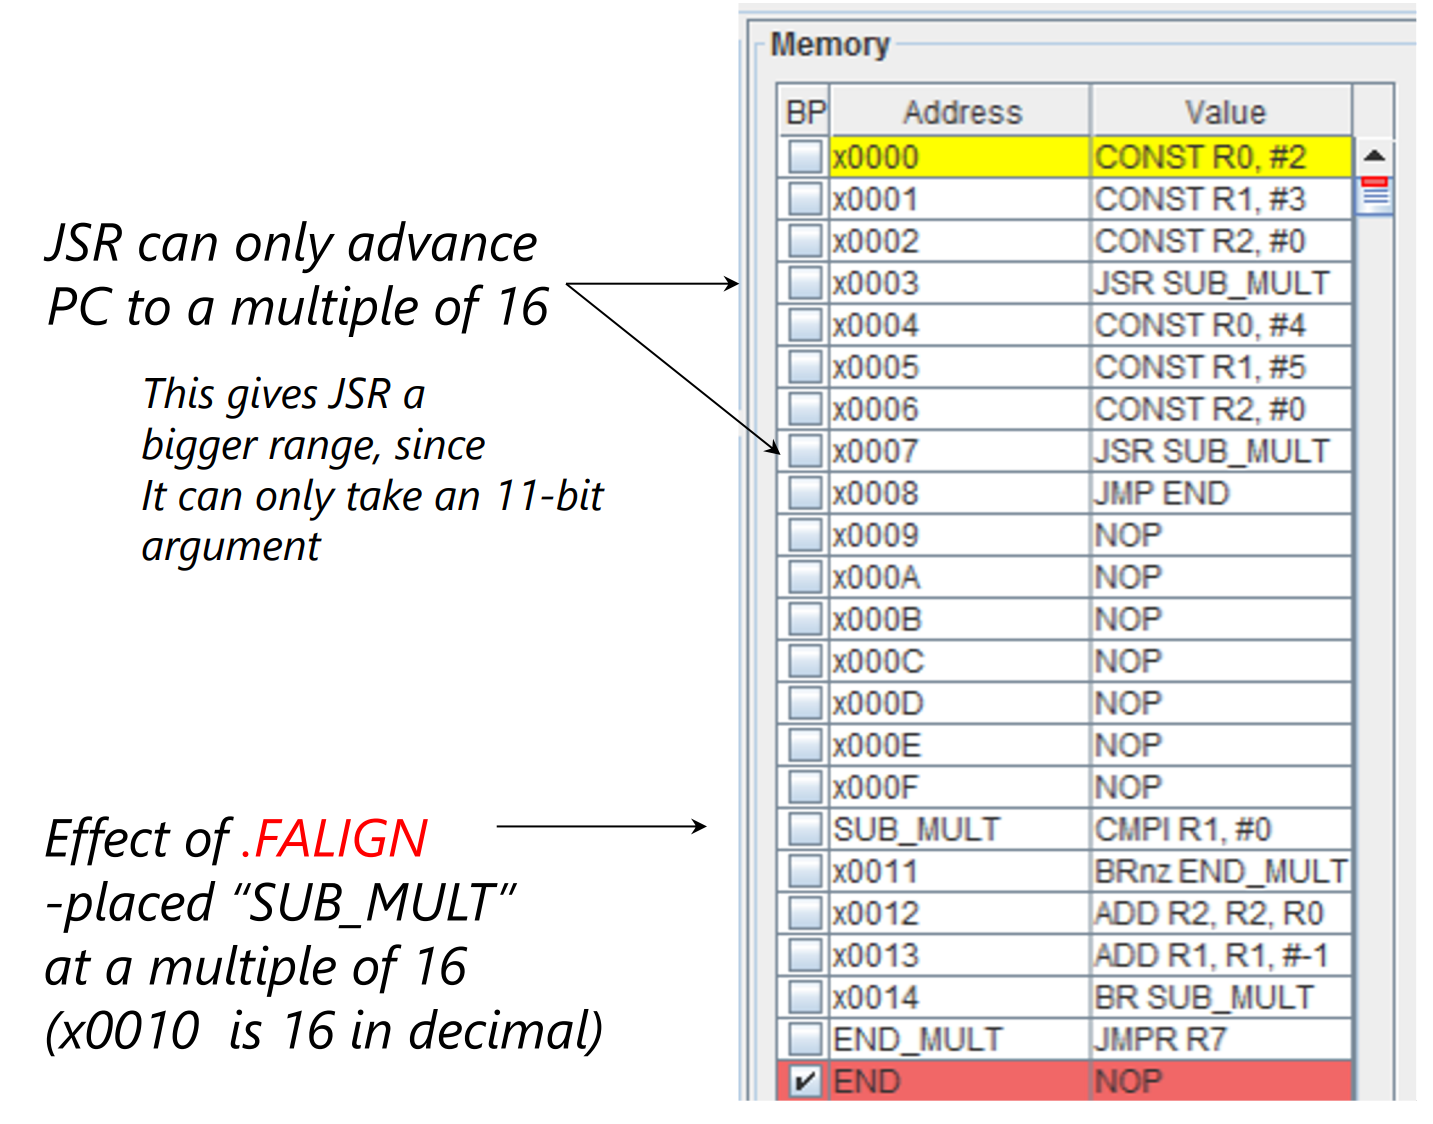 JSR can only advance
PC to a multiple of 16
This gives JSR a
bigger range, since
It can only take an 11-bit
argument
Effect of .FALIGN
-placed “SUB_MULT”
at a multiple of 16
(x0010 is 16 in decimal)
Memory
BP Address Value
x0000 CONST R0, #2
x0001 CONST R1, #3
x0002 CONST R2, #0
x0003 JSR SUB_MULT
x0004 CONST R0, #4
x0005 CONST R1, #5
x0006 CONST R2, #0
x0007 JSR SUB_MULT
x0008 JMP END
x0009 NOP
x000A NOP
x000B NOP
x000C NOP
x000D NOP
x000E NOP
x000F NOP
SUB_MULT CMPI R1, #0
x0011 BRnz END_MULT
x0012 ADD R2, R2, R0
x0013 ADD R1, R1, #-1
x0014 BR SUB_MULT
END_MULT JMPR R7
END NOP